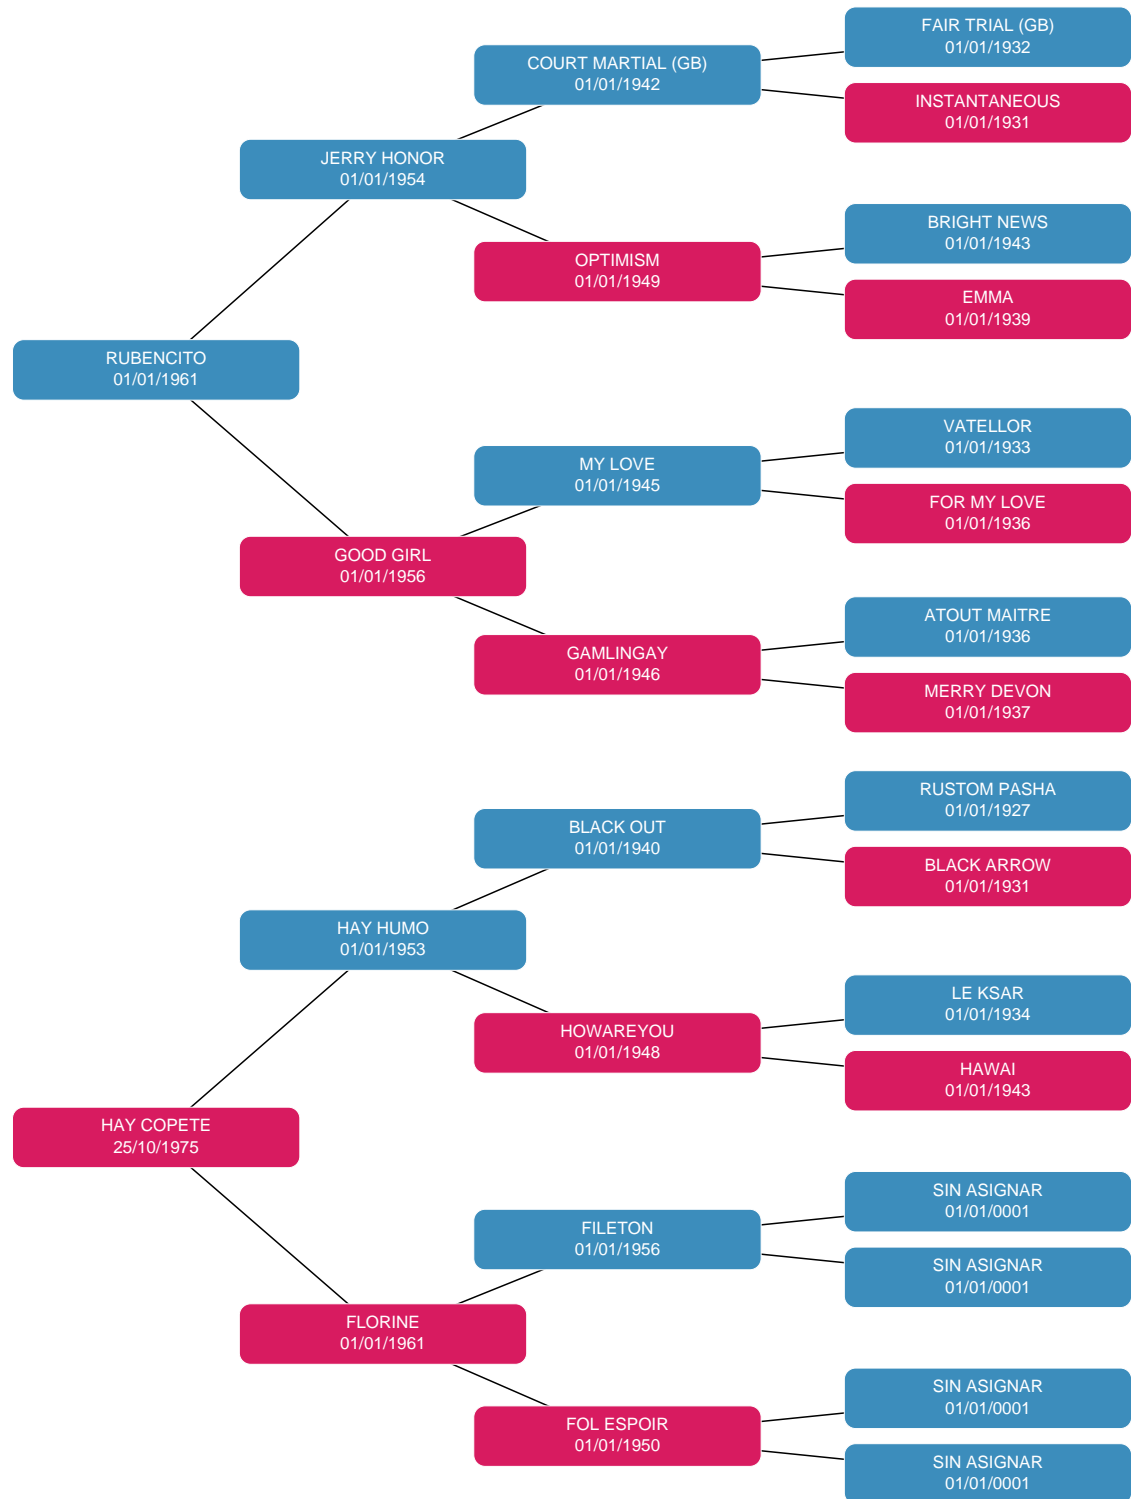 FAIR TRIAL (GB)
01/01/1932
COURT MARTIAL (GB)
01/01/1942
INSTANTANEOUS
01/01/1931
JERRY HONOR
01/01/1954
BRIGHT NEWS
01/01/1943
OPTIMISM
01/01/1949
EMMA
01/01/1939
RUBENCITO
01/01/1961
VATELLOR
01/01/1933
MY LOVE
01/01/1945
FOR MY LOVE
01/01/1936
GOOD GIRL
01/01/1956
ATOUT MAITRE
01/01/1936
GAMLINGAY
01/01/1946
MERRY DEVON
01/01/1937
RUSTOM PASHA
01/01/1927
BLACK OUT
01/01/1940
BLACK ARROW
01/01/1931
HAY HUMO
01/01/1953
LE KSAR
01/01/1934
HOWAREYOU
01/01/1948
HAWAI
01/01/1943
HAY COPETE
25/10/1975
SIN ASIGNAR
01/01/0001
FILETON
01/01/1956
SIN ASIGNAR
01/01/0001
FLORINE
01/01/1961
SIN ASIGNAR
01/01/0001
FOL ESPOIR
01/01/1950
SIN ASIGNAR
01/01/0001